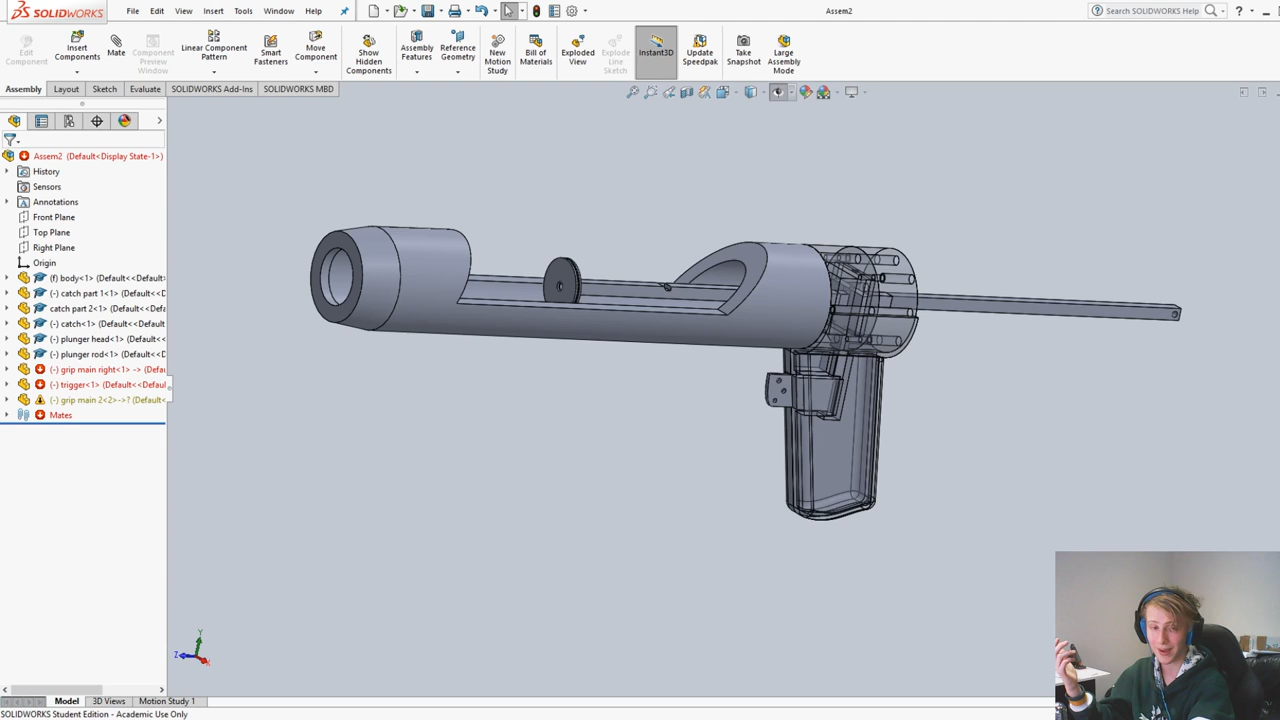 SOLIDWORKS
File Edit View Insert Tools Window Help
Assem2
Search SOLIDWORKS Help
?
Edit Component
Insert Components
Mate
Component Preview Window
Linear Component Pattern
Smart Fasteners
Move Component
Show Hidden Components
Assembly Features
Reference Geometry
New Motion Study
Bill of Materials
Exploded View
Explode Line Sketch
Instant3D
Update Speedpak
Take Snapshot
Large Assembly Mode
Assembly Layout Sketch Evaluate SOLIDWORKS Add-Ins SOLIDWORKS MBD
Assem2 (Default<Display State-1>)
History
Sensors
Annotations
Front Plane
Top Plane
Right Plane
Origin
(f) body<1> (Default<<Default
(-) catch part 1<1> (Default<
catch part 2<1> (Default<<De
(-) catch<1> (Default<<Defau
(-) plunger head<1> (Default
(-) plunger rod<1> (Default<<D
(-) grip main right<1> -> (Defau
(-) trigger<1> (Default<<Defaul
(-) grip main 2<2>->? (Default<
Mates
Y
Z
X
Model 3D Views Motion Study 1
SOLIDWORKS Student Edition - Academic Use Only